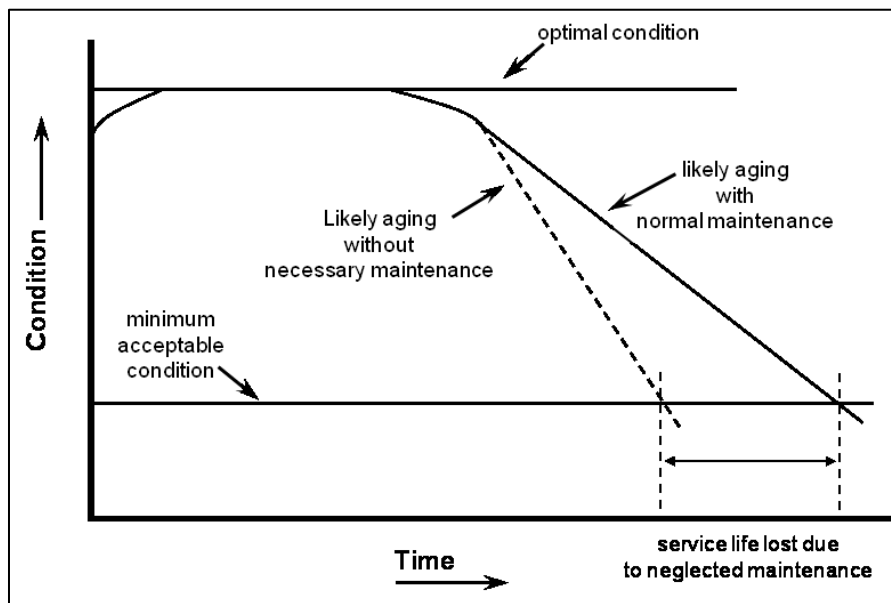 optimal condition
likely aging
with
normal maintenance
Likely aging
without
necessary maintenance
Condition
minimum
acceptable
condition
Time
service life lost due
to neglected maintenance